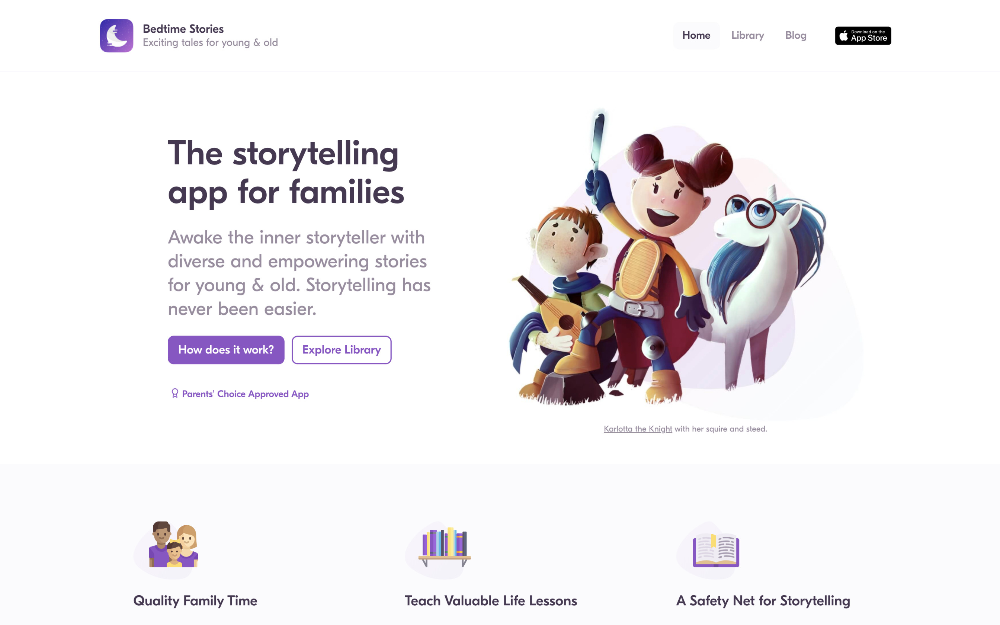 Bedtime Stories
Exciting tales for young & old
Home
Library
Blog
Download on the
App Store
The storytelling
app for families
Awake the inner storyteller with
diverse and empowering stories
for young & old. Storytelling has
never been easier.
How does it work?
Explore Library
Parents' Choice Approved App
Karlotta the Knight with her squire and steed.
Quality Family Time
Teach Valuable Life Lessons
A Safety Net for Storytelling